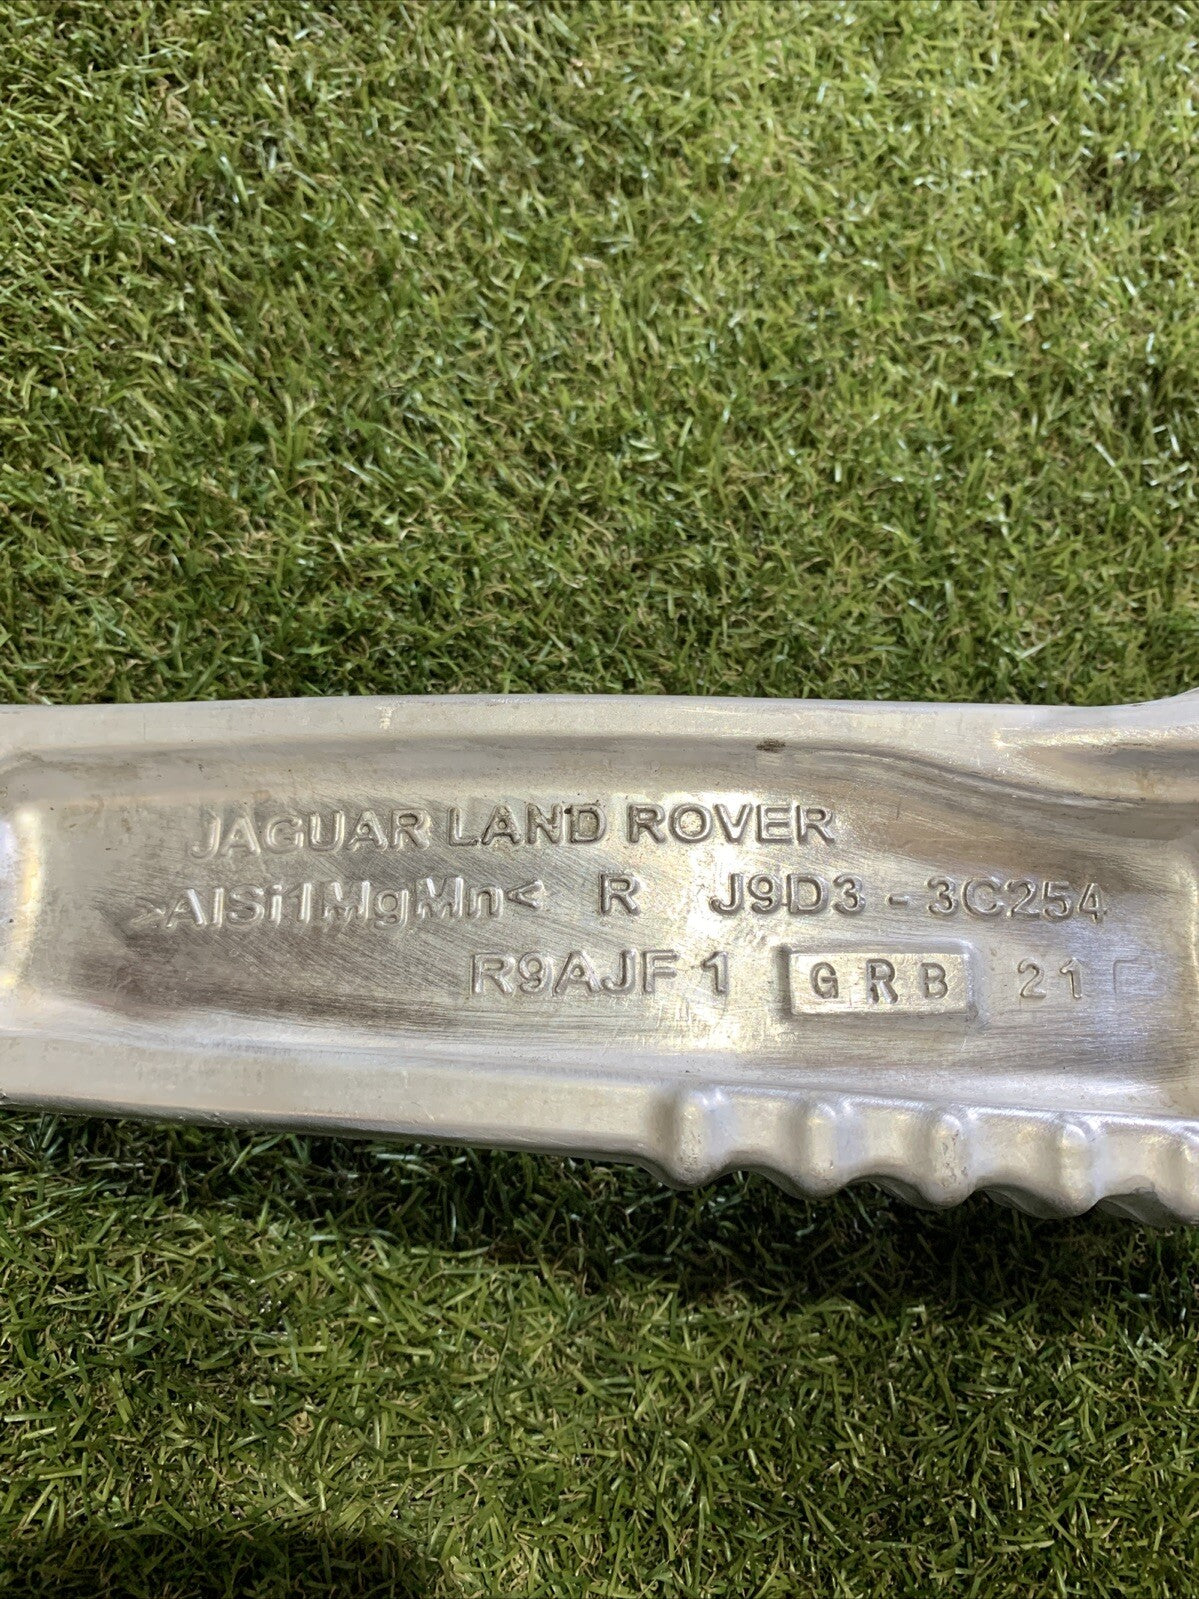 JAGUAR LAND ROVER
>AlSi1MgMn< R J9D3 - 3C254
R9AJF 1 GRB 21